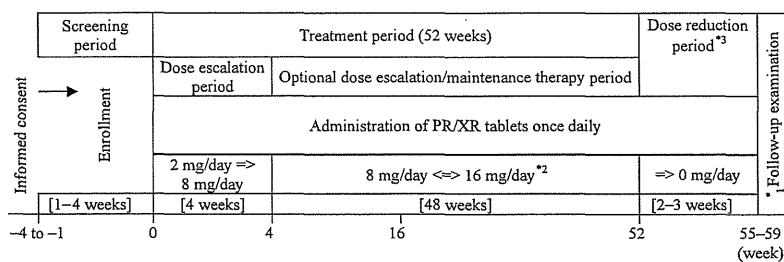 Screening period
Treatment period (52 weeks)
Dose reduction period*3
Dose escalation period
Optional dose escalation/maintenance therapy period
Informed consent
Enrollment
Administration of PR/XR tablets once daily
2 mg/day => 8 mg/day
8 mg/day <=> 16 mg/day*2
=> 0 mg/day
*1 Follow-up examination
[1–4 weeks]
[4 weeks]
[48 weeks]
[2–3 weeks]
−4 to −1
0
4
16
52
55–59
(week)